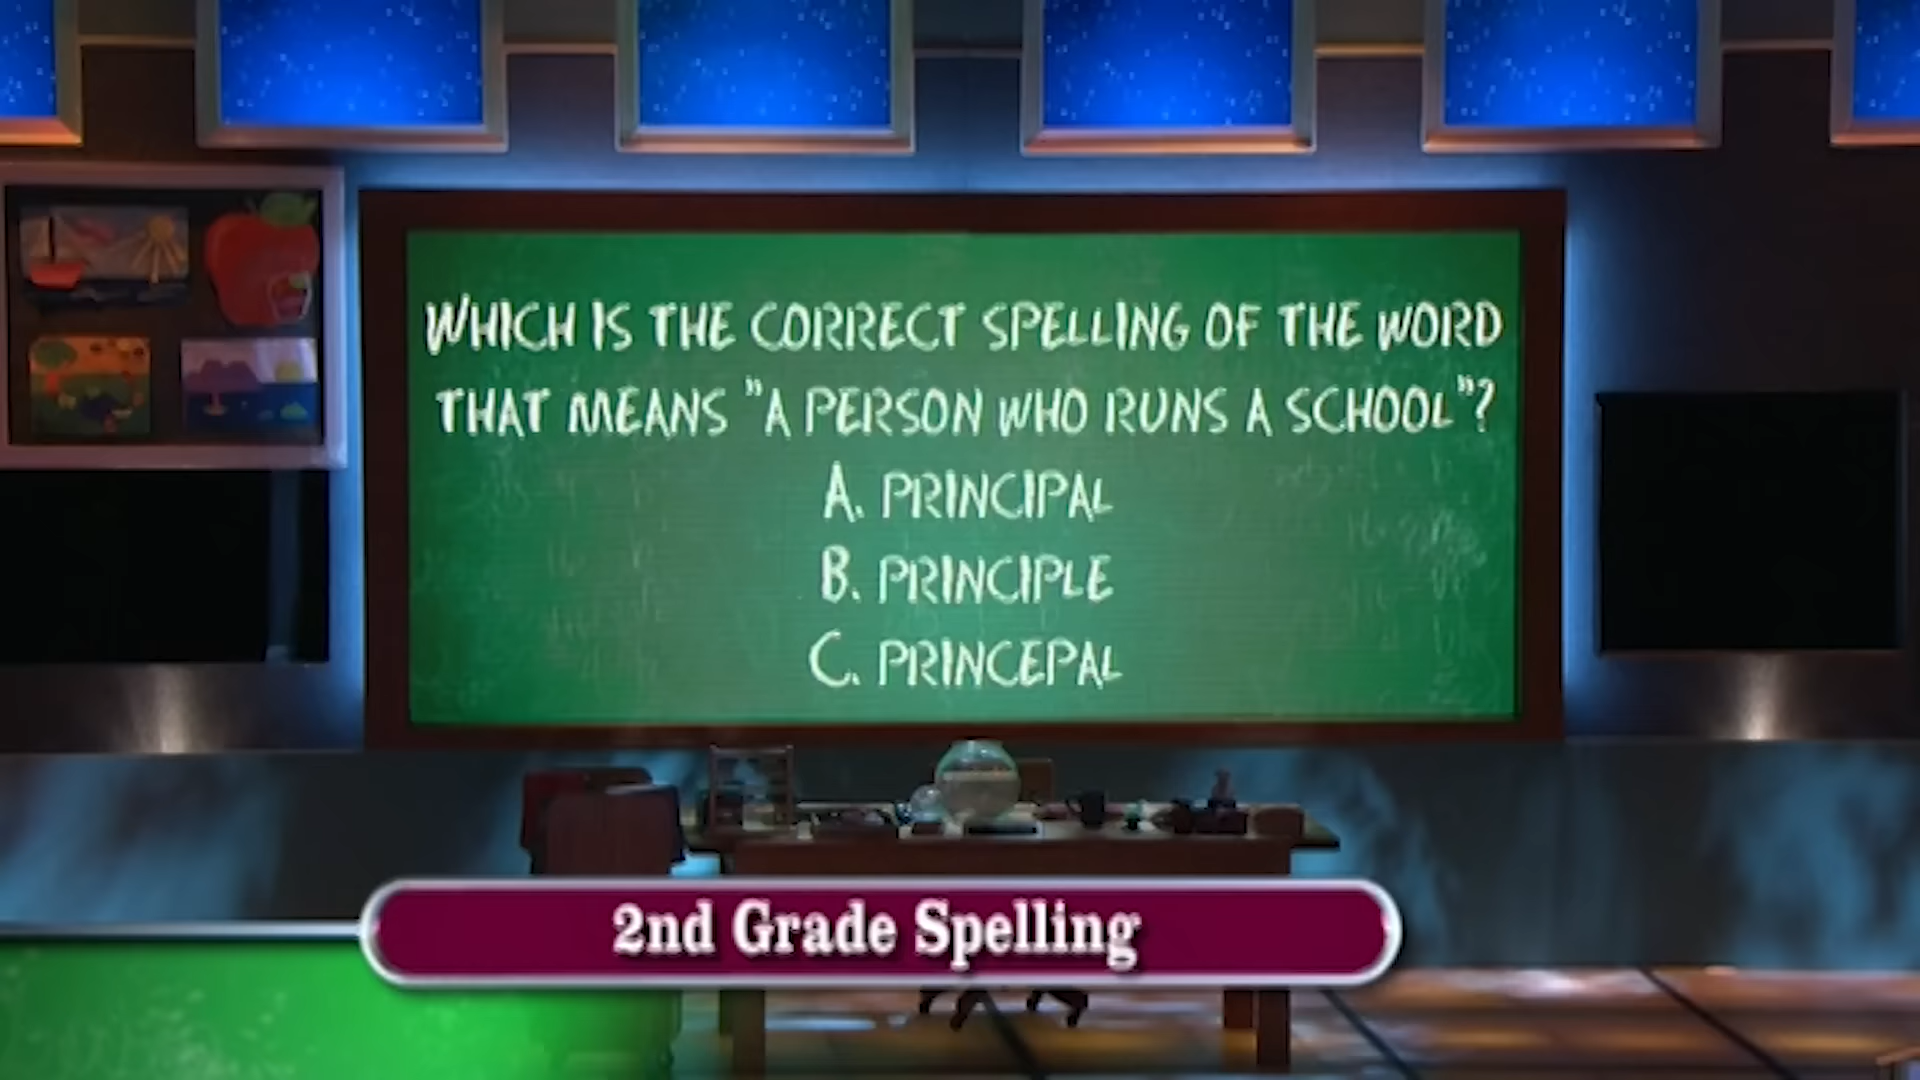 WHICH IS THE CORRECT SPELLING OF THE WORD
THAT MEANS "A PERSON WHO RUNS A SCHOOL"?
A. PRINCIPAL
B. PRINCIPLE
C. PRINCEPAL
2nd Grade Spelling